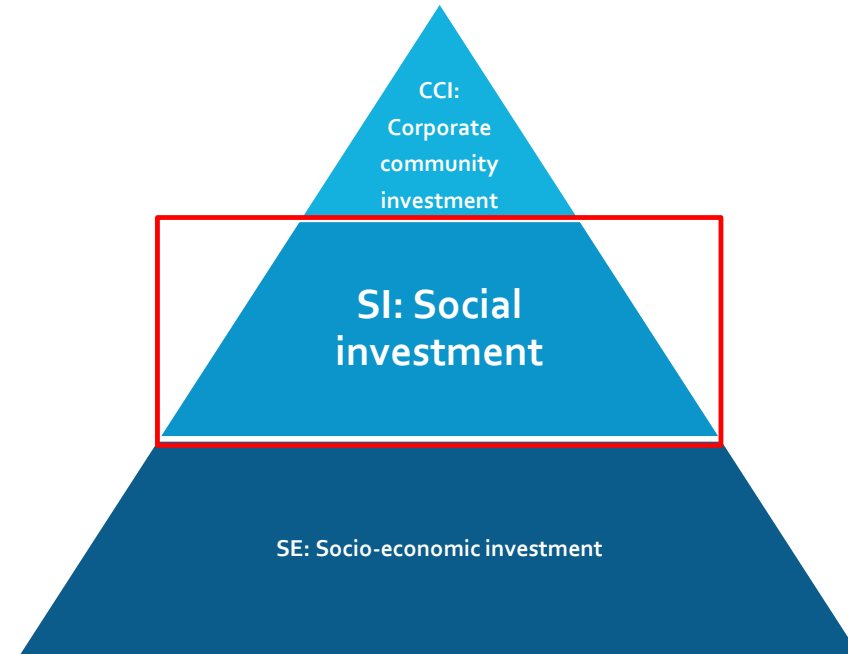 CCI:
Corporate
community
investment
SI: Social
investment
SE: Socio-economic investment